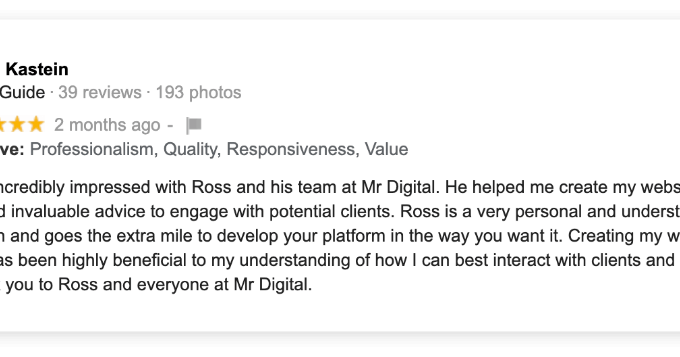 Kastein
Guide · 39 reviews · 193 photos
2 months ago -
ve: Professionalism, Quality, Responsiveness, Value
ncredibly impressed with Ross and his team at Mr Digital. He helped me create my webs
d invaluable advice to engage with potential clients. Ross is a very personal and underst
n and goes the extra mile to develop your platform in the way you want it. Creating my w
as been highly beneficial to my understanding of how I can best interact with clients and
you to Ross and everyone at Mr Digital.